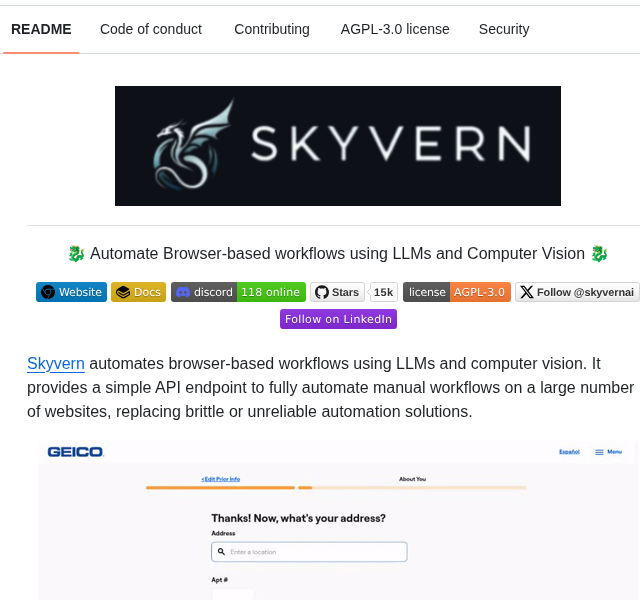 README Code of conduct Contributing AGPL-3.0 license Security
SKYVERN
🐉 Automate Browser-based workflows using LLMs and Computer Vision 🐉
Website Docs discord 118 online Stars 15k license AGPL-3.0 Follow @skyvernai
Follow on LinkedIn
Skyvern automates browser-based workflows using LLMs and computer vision. It
provides a simple API endpoint to fully automate manual workflows on a large number
of websites, replacing brittle or unreliable automation solutions.
GEICO Español Menu
<Edit Prior Info About You
Thanks! Now, what's your address?
Address
Enter a location
Apt #